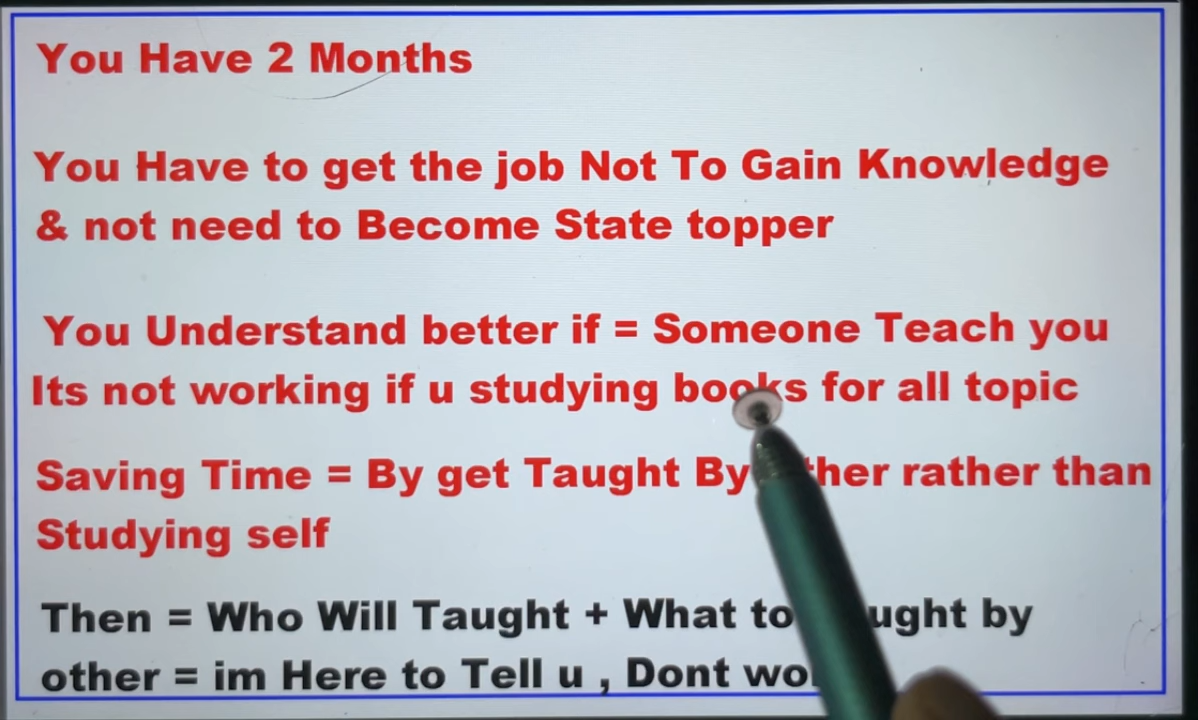 You Have 2 Months
You Have to get the job Not To Gain Knowledge
& not need to Become State topper
You Understand better if = Someone Teach you
Its not working if u studying books for all topic
Saving Time = By get Taught By rather than
Studying self
Then = Who Will Taught + What to by
other = im Here to Tell u , Dont